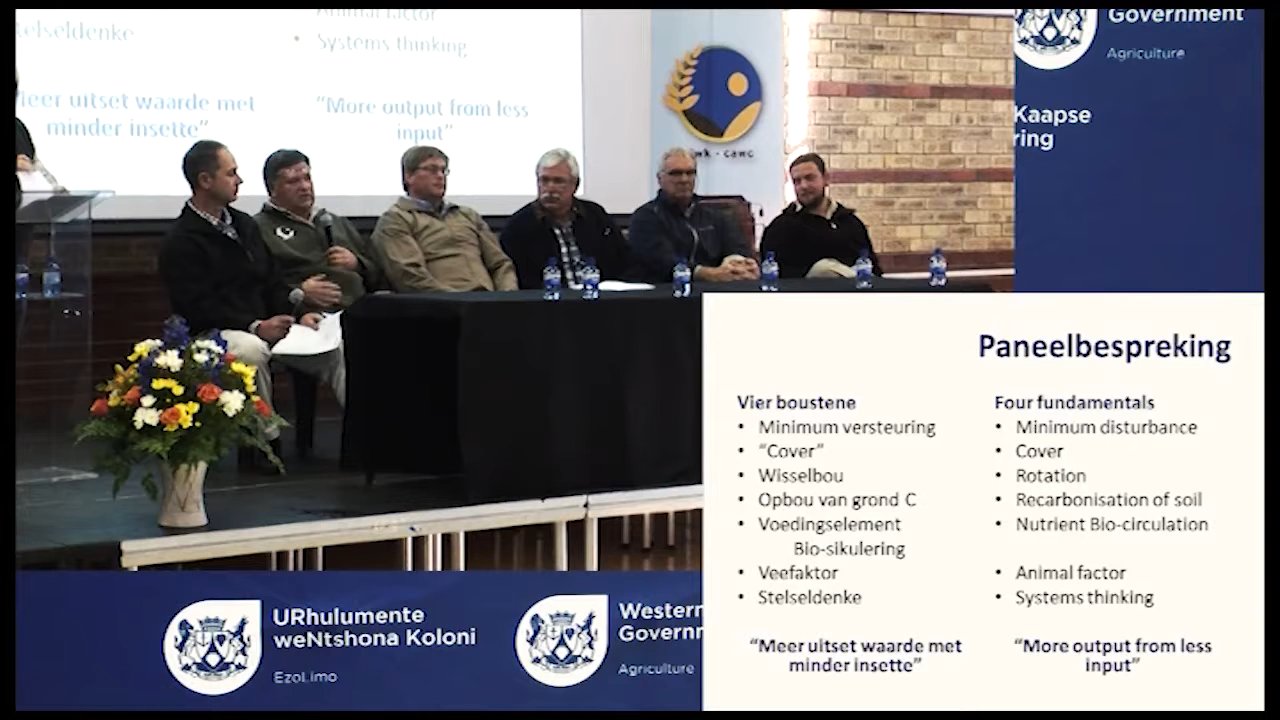 Animal factor
telseldenke
• Systems thinking
Meer uitset waarde met
minder insette”
“More output from less
input”
wk - cawc
Government
Agriculture
Kaapse
ring
Paneelbespreking
Vier boustene
• Minimum versteuring
• “Cover”
• Wisselbou
• Opbou van grond C
• Voedingselement
Bio-sikulering
• Veefaktor
• Stelseldenke
“Meer uitset waarde met
minder insette”
Four fundamentals
• Minimum disturbance
• Cover
• Rotation
• Recarbonisation of soil
• Nutrient Bio-circulation
• Animal factor
• Systems thinking
“More output from less
input”
URhulumente
weNtshona Koloni
EzoLimo
Western
Governm
Agriculture